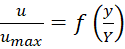 u/u_max = f(y/Y)